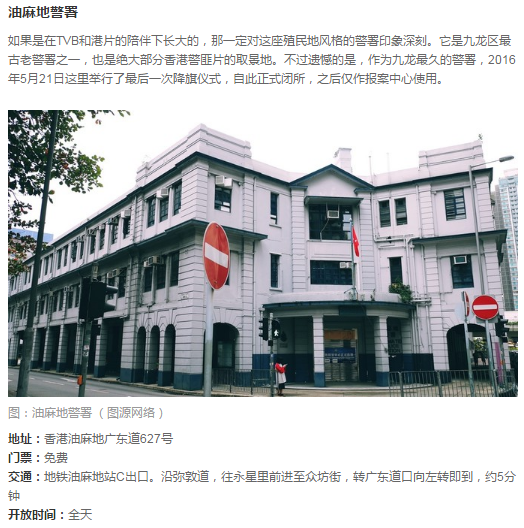 油麻地警署
如果是在TVB和港片的陪伴下长大的，那一定对这座殖民地风格的警署印象深刻。它是九龙区最
古老警署之一，也是绝大部分香港警匪片的取景地。不过遗憾的是，作为九龙最久的警署，2016
年5月21日这里举行了最后一次降旗仪式，自此正式闭所，之后仅作报案中心使用。
图：油麻地警署（图源网络）
地址：香港油麻地广东道627号
门票：免费
交通：地铁油麻地站C出口。沿弥敦道，往永星里前进至众坊街，转广东道口向左转即到，约5分
钟
开放时间：全天